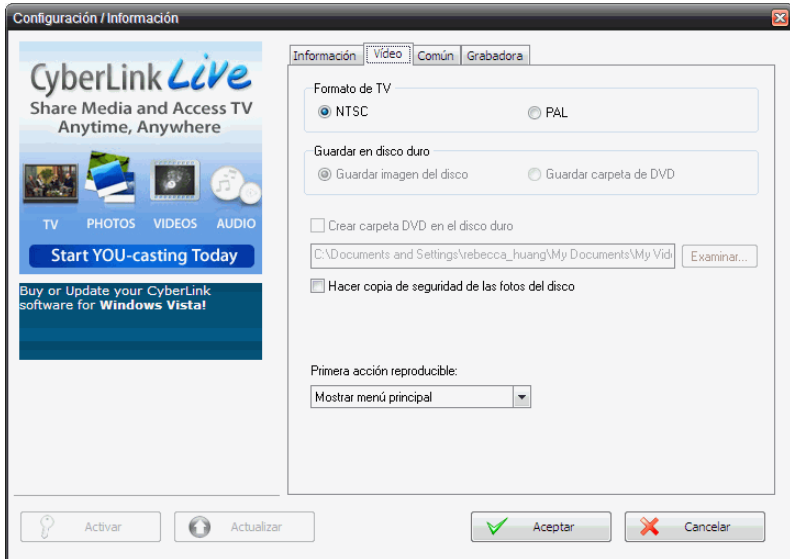 Configuración / Información
CyberLink Live
Share Media and Access TV
Anytime, Anywhere
TV PHOTOS VIDEOS AUDIO
Start YOU-casting Today
Buy or Update your CyberLink
software for Windows Vista!
Información Vídeo Común Grabadora
Formato de TV
NTSC PAL
Guardar en disco duro
Guardar imagen del disco Guardar carpeta de DVD
Crear carpeta DVD en el disco duro
C:\Documents and Settings\rebecca_huang\My Documents\My Vid Examinar...
Hacer copia de seguridad de las fotos del disco
Primera acción reproducible:
Mostrar menú principal
Activar Actualizar Aceptar Cancelar